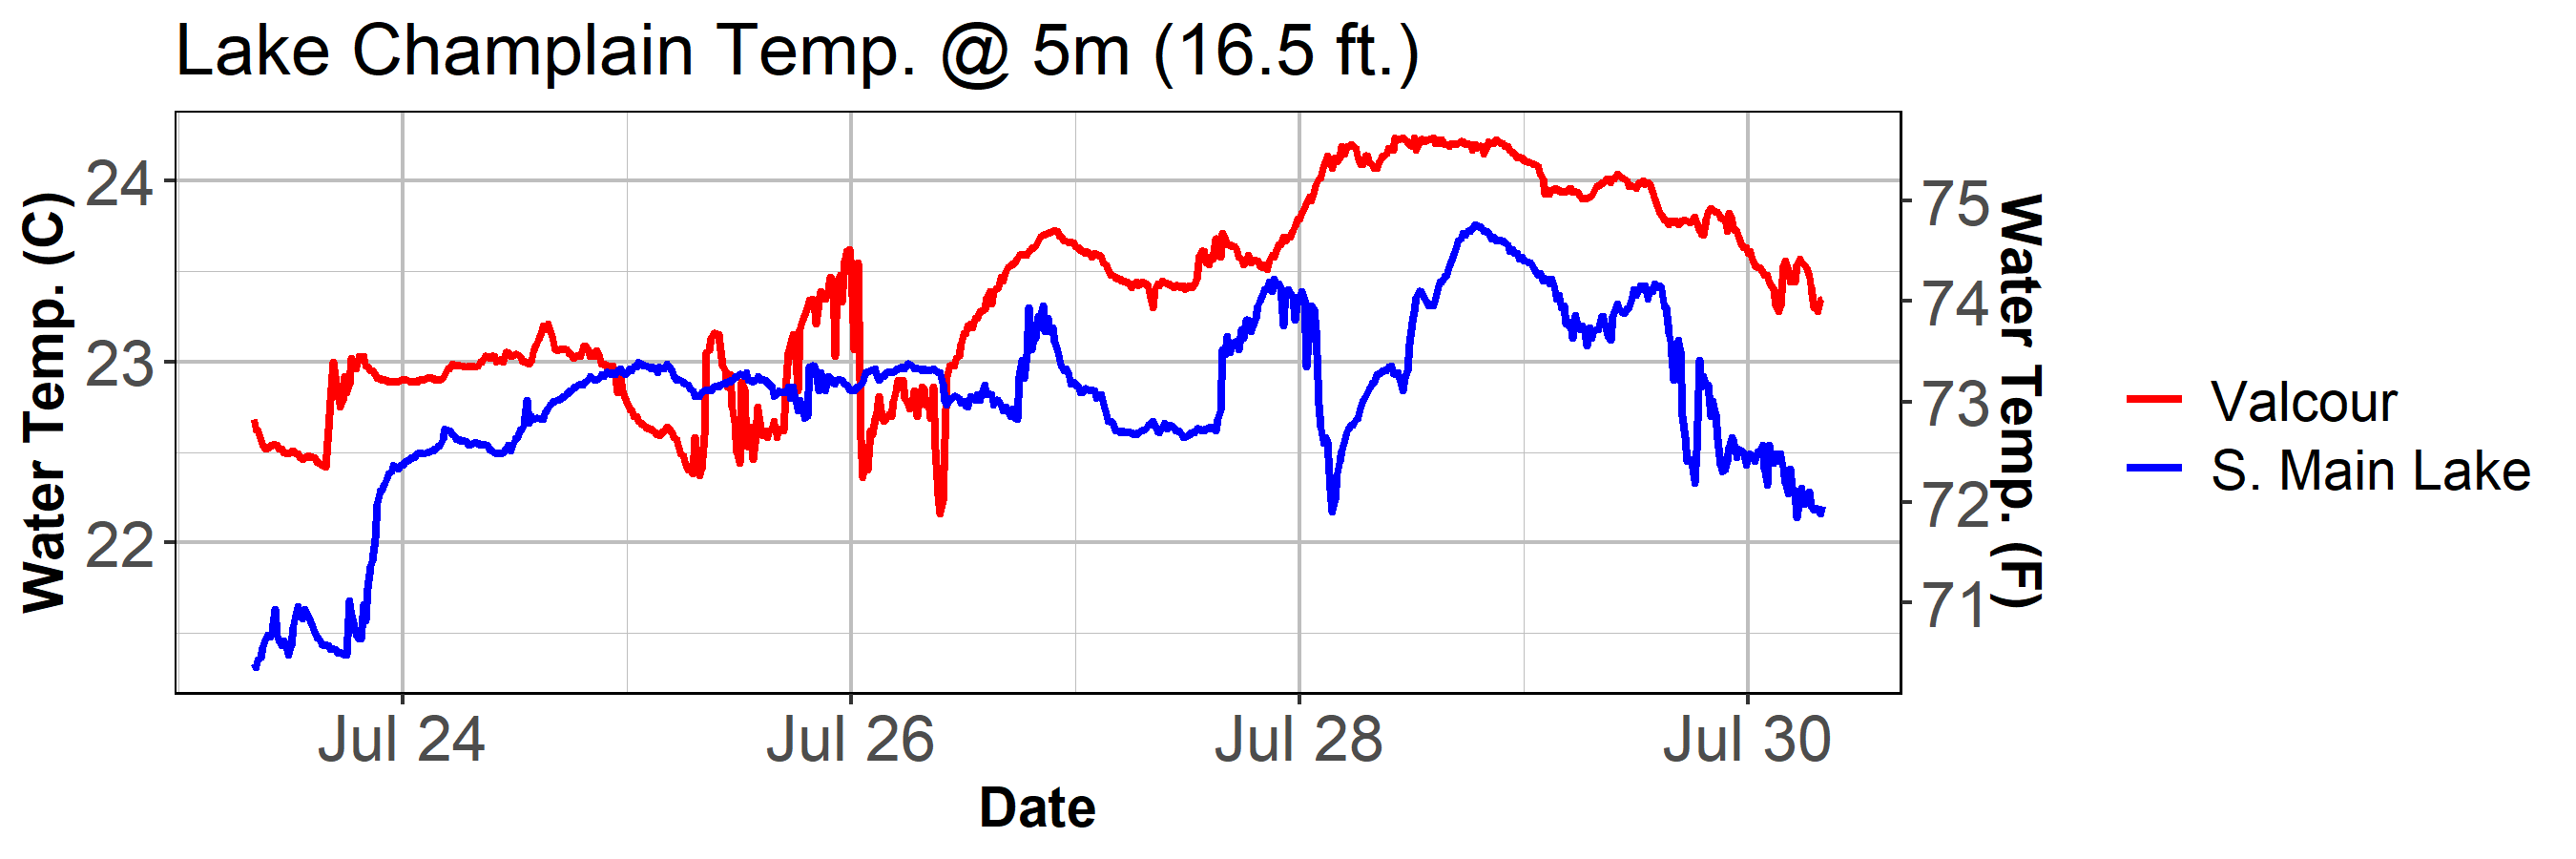 Lake Champlain Temp. @ 5m (16.5 ft.)
Water Temp. (C)
24
23
22
75
74
73
72
71
Water Temp. (F)
Jul 24
Jul 26
Jul 28
Jul 30
Date
Valcour
S. Main Lake